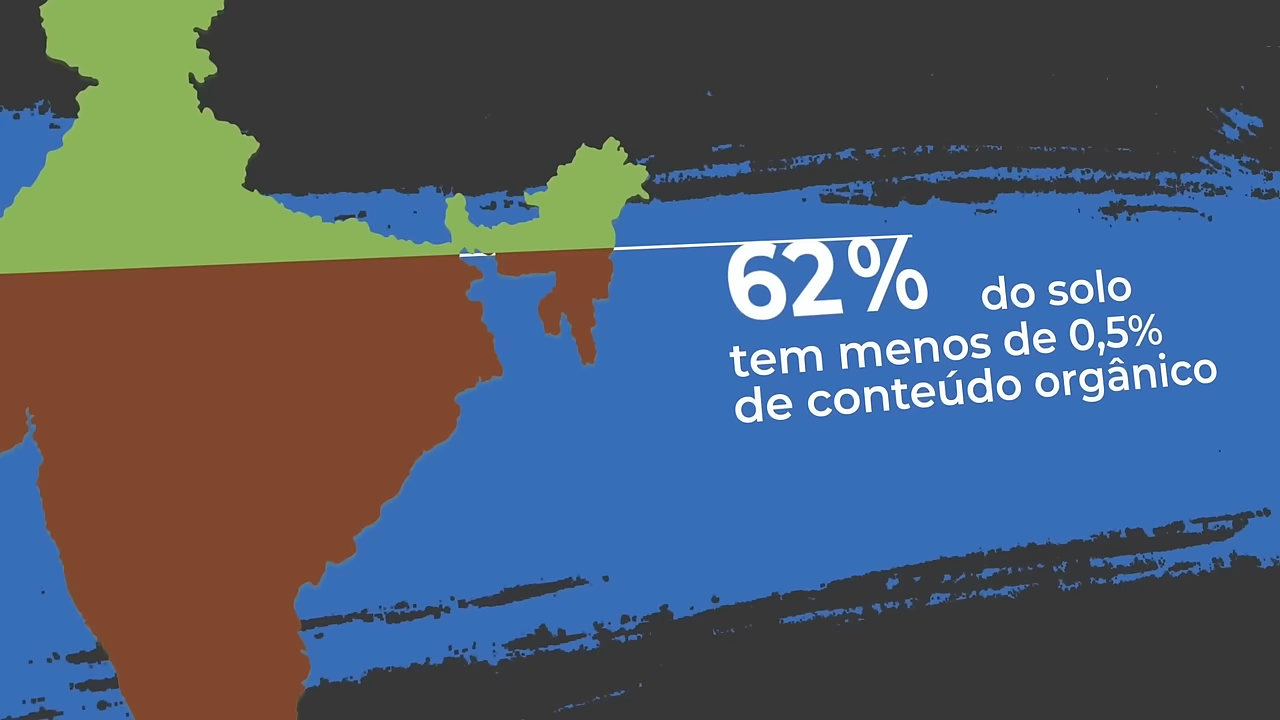 62% do solo
tem menos de 0,5%
de conteúdo orgânico